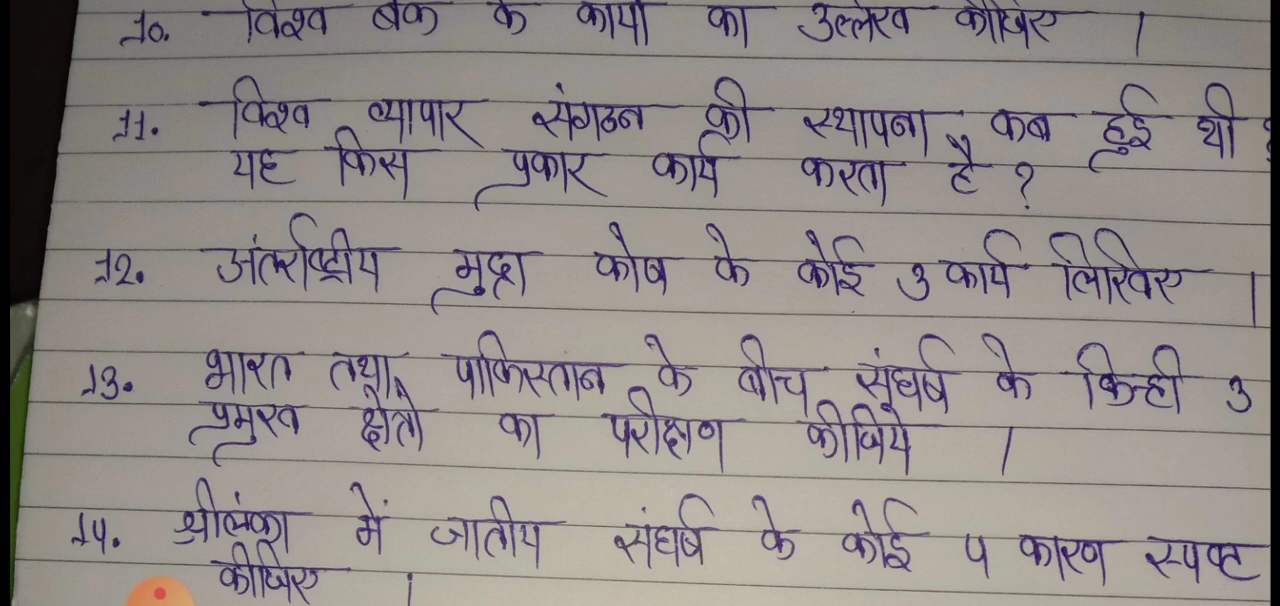 10. विश्व बैंक के कार्यों का उल्लेख कीजिए ।
11. विश्व व्यापार संगठन की स्थापना कब हुई थी
यह किस प्रकार कार्य करता है ?
12. अंतर्राष्ट्रीय मुद्रा कोष के कोई 3 कार्य लिखिए ।
13. भारत तथा पाकिस्तान के बीच संघर्ष के किन्ही 3
प्रमुख क्षेत्रो का परीक्षण कीजिये ।
14. श्रीलंका में जातीय संघर्ष के कोई 4 कारण स्पष्ट
कीजिए ।